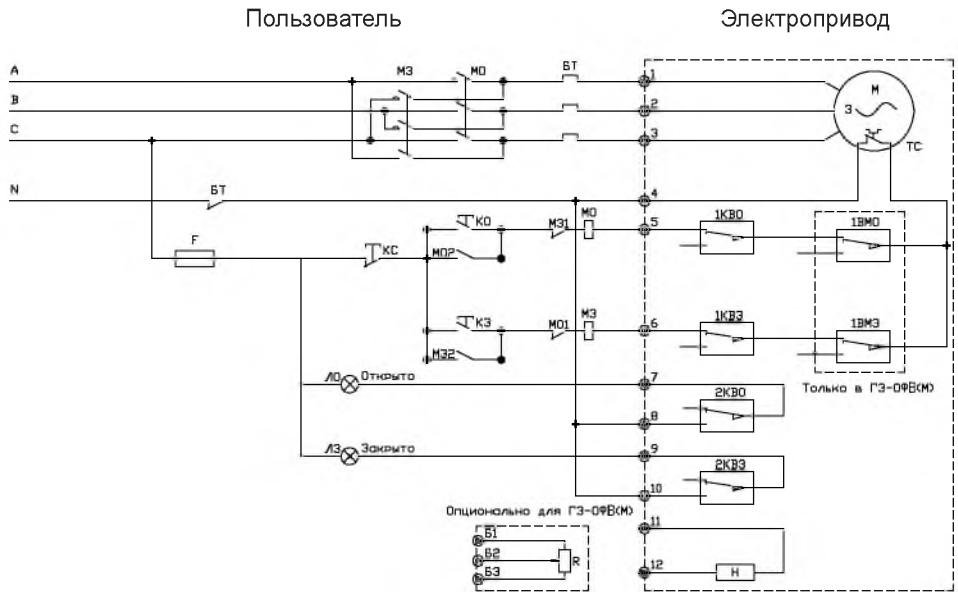 Пользователь
Электропривод
A
МЗ
МО
БТ
1
М
B
2
3
C
3
ТС
N
БТ
4
КО
МЗ1
МО
5
1КВО
1ВМО
F
КС
МО2
КЗ
МО1
МЗ
6
1КВЗ
1ВМЗ
МЗ2
ЛО
Открыто
7
Только в ГЗ-ОФВ(М)
2КВО
8
ЛЗ
Закрыто
9
2КВЗ
10
Опционально для ГЗ-ОФВ(М)
11
Б1
Б2
R
Б3
12
Н